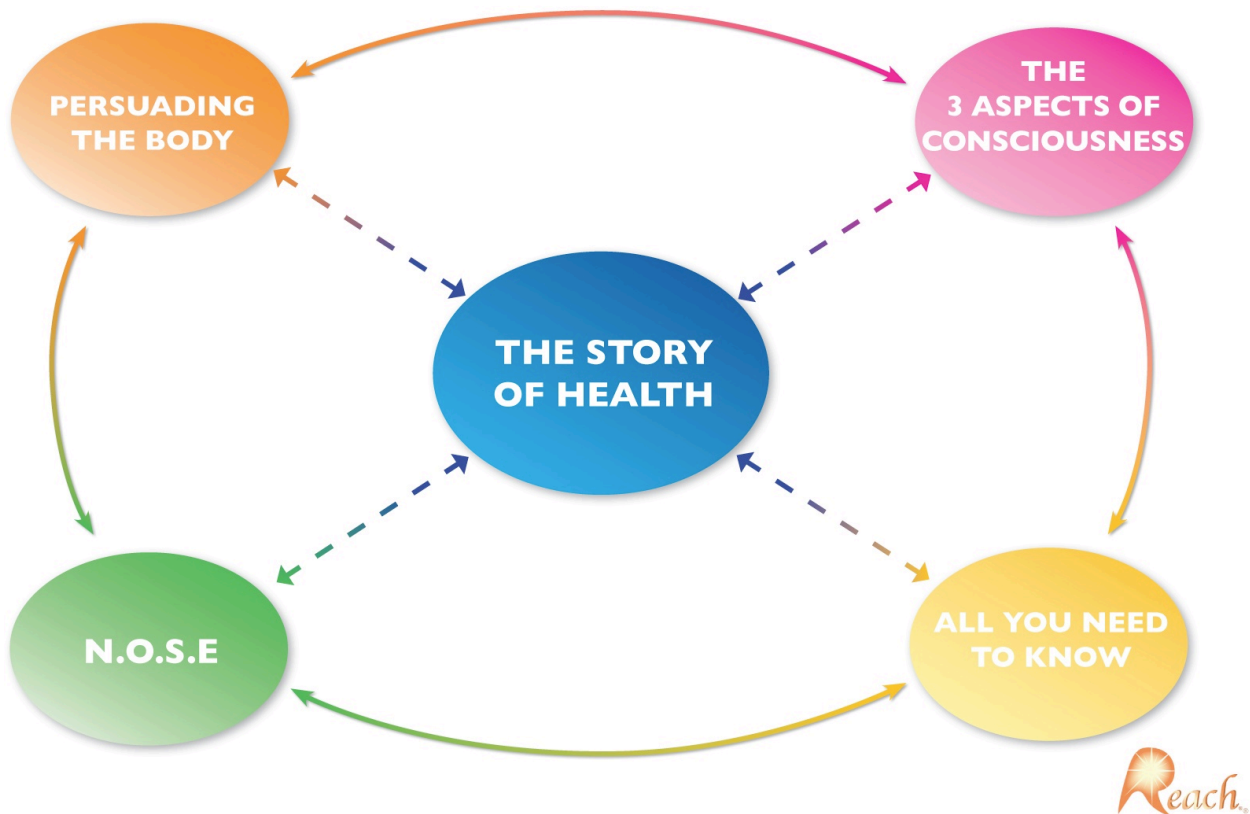 PERSUADING
THE BODY
THE
3 ASPECTS OF
CONSCIOUSNESS
THE STORY
OF HEALTH
N.O.S.E
ALL YOU NEED
TO KNOW
Reach®